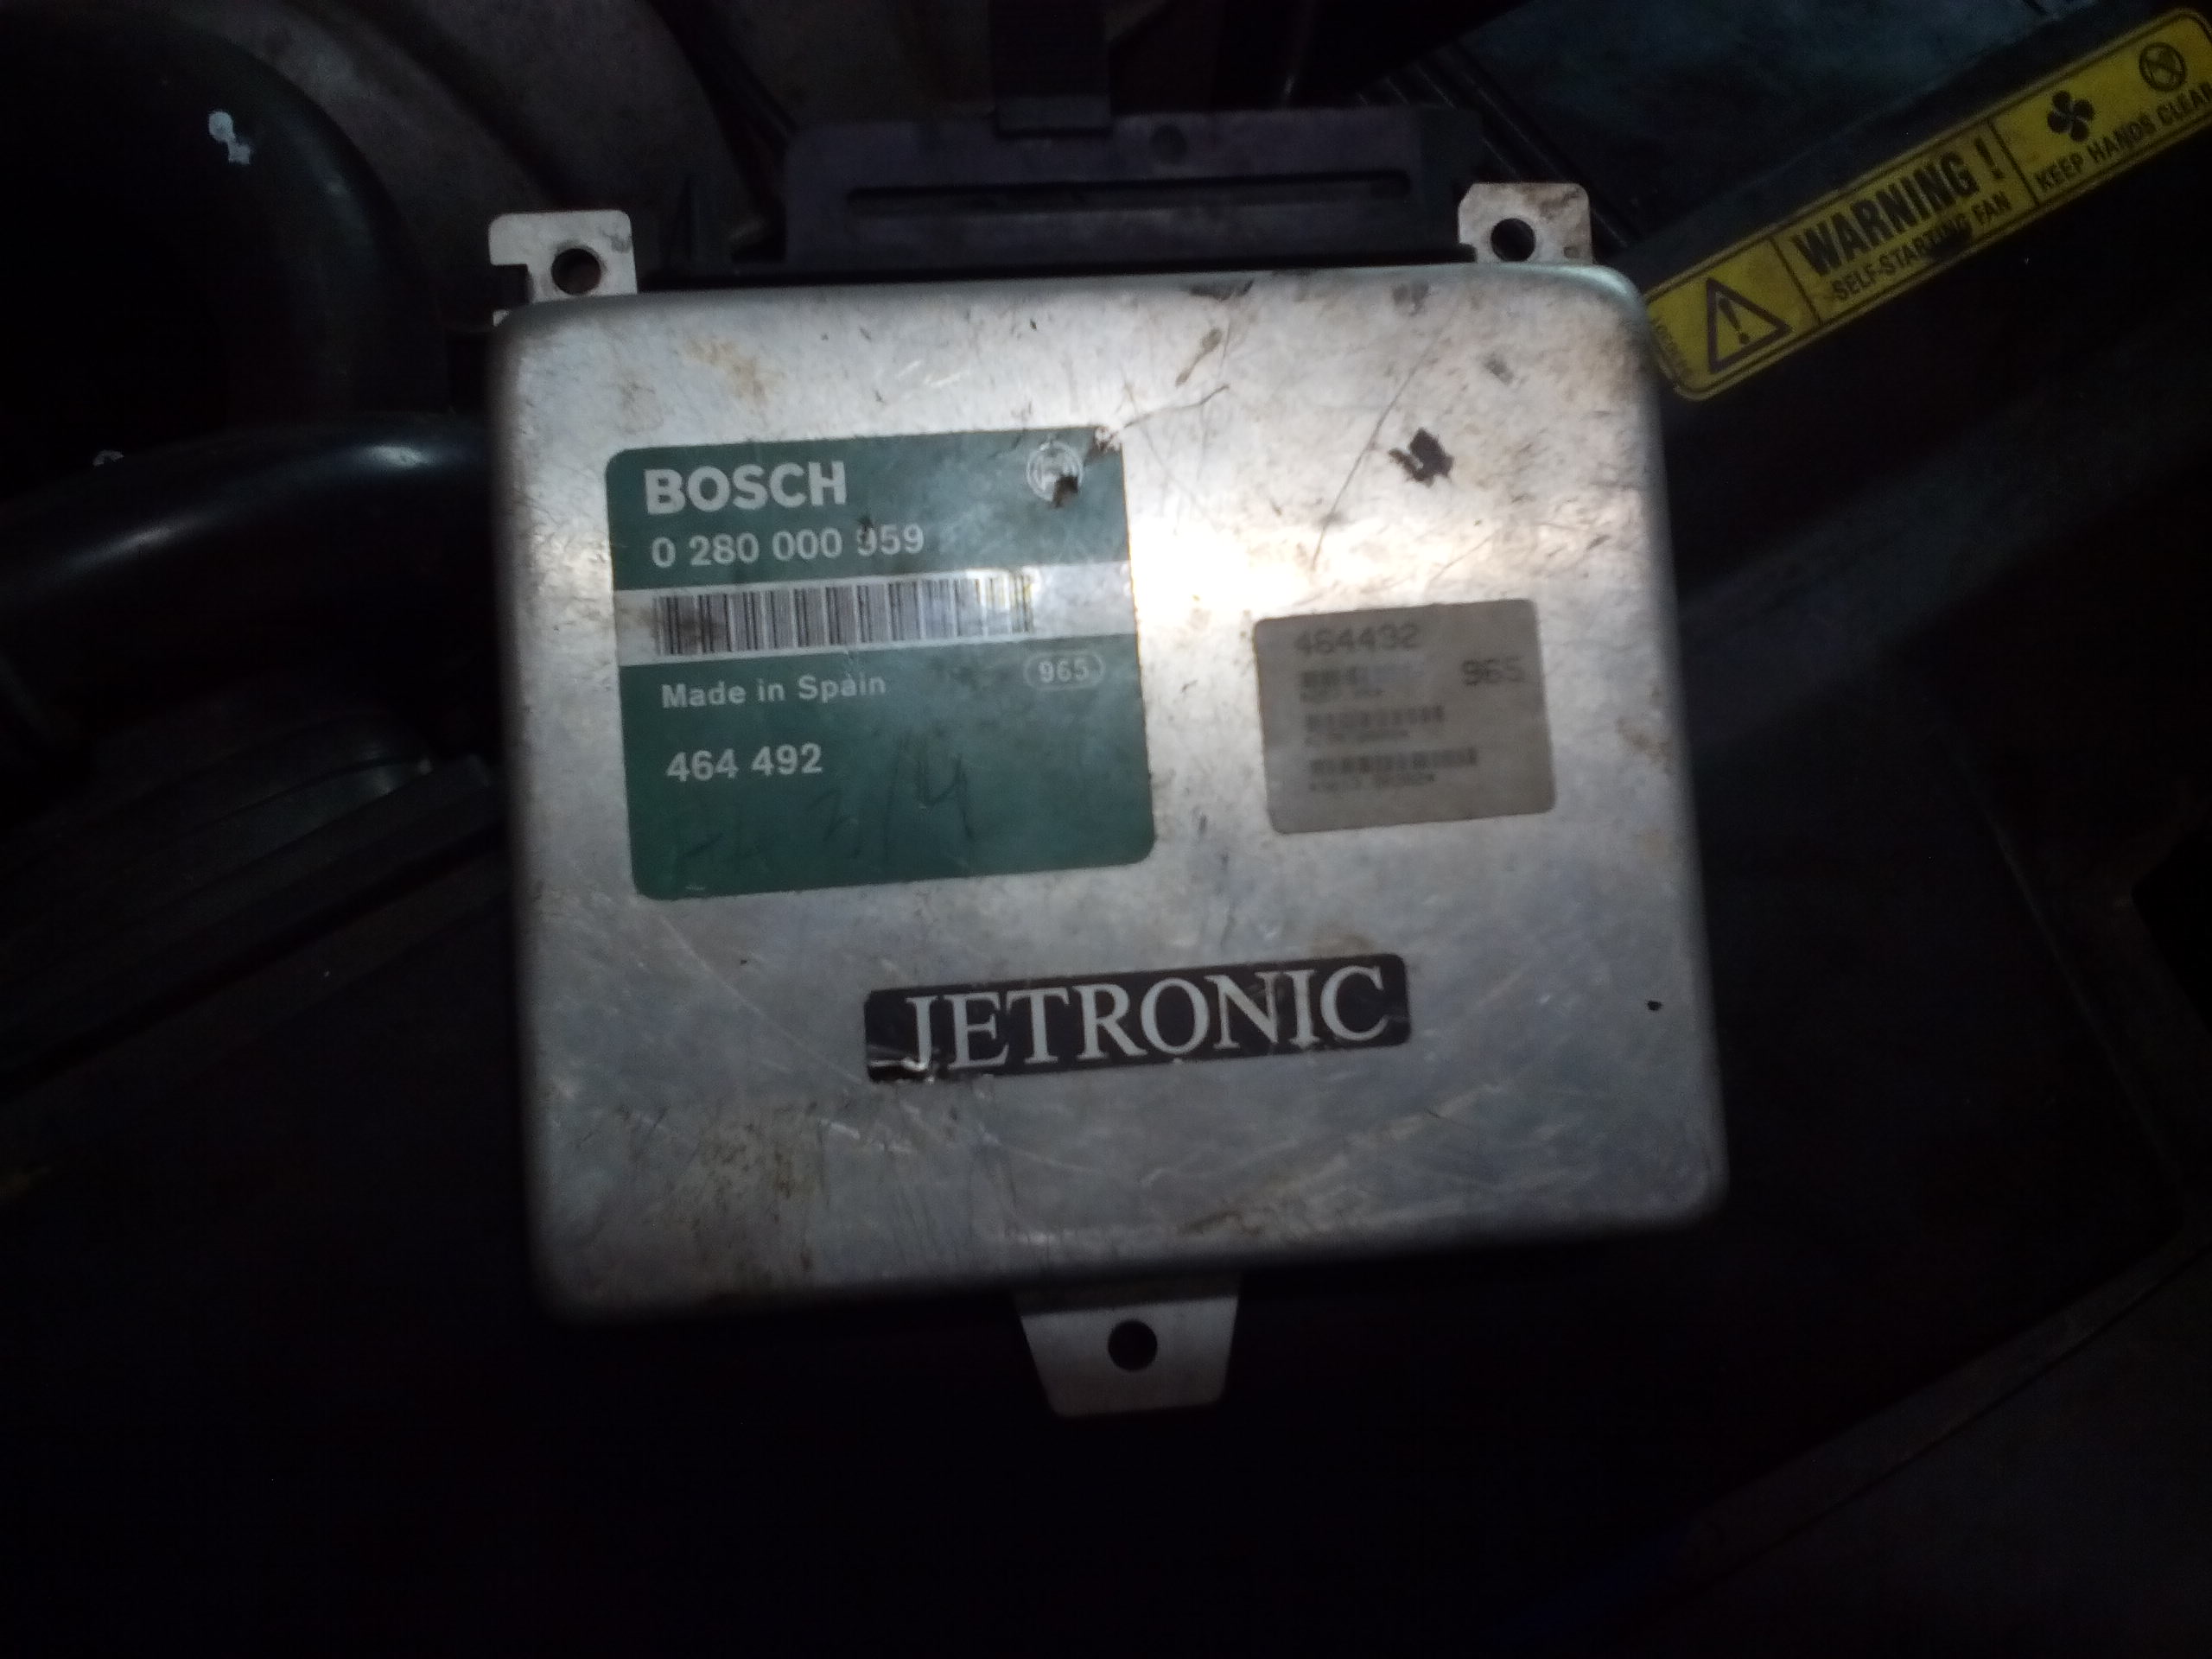 BOSCH
0 280 000 959
Made in Spain
965
464 492
464492
965
JETRONIC
WARNING !
SELF-STARTING FAN
KEEP HANDS CLEAR